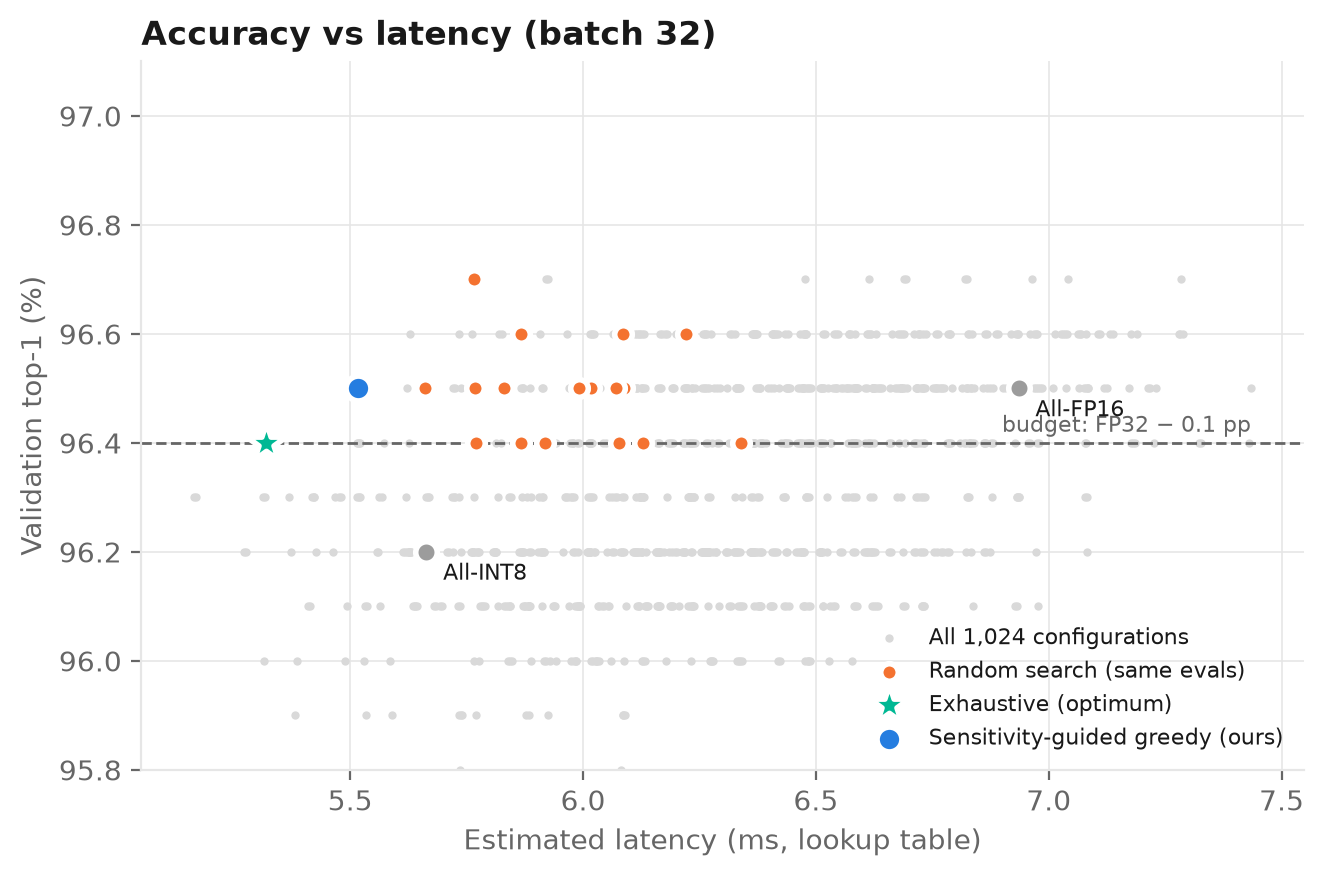 Accuracy vs latency (batch 32)
Validation top-1 (%)
97.0
96.8
96.6
96.4
96.2
96.0
95.8
All-FP16
budget: FP32 − 0.1 pp
All-INT8
All 1,024 configurations
Random search (same evals)
Exhaustive (optimum)
Sensitivity-guided greedy (ours)
5.5 6.0 6.5 7.0 7.5
Estimated latency (ms, lookup table)